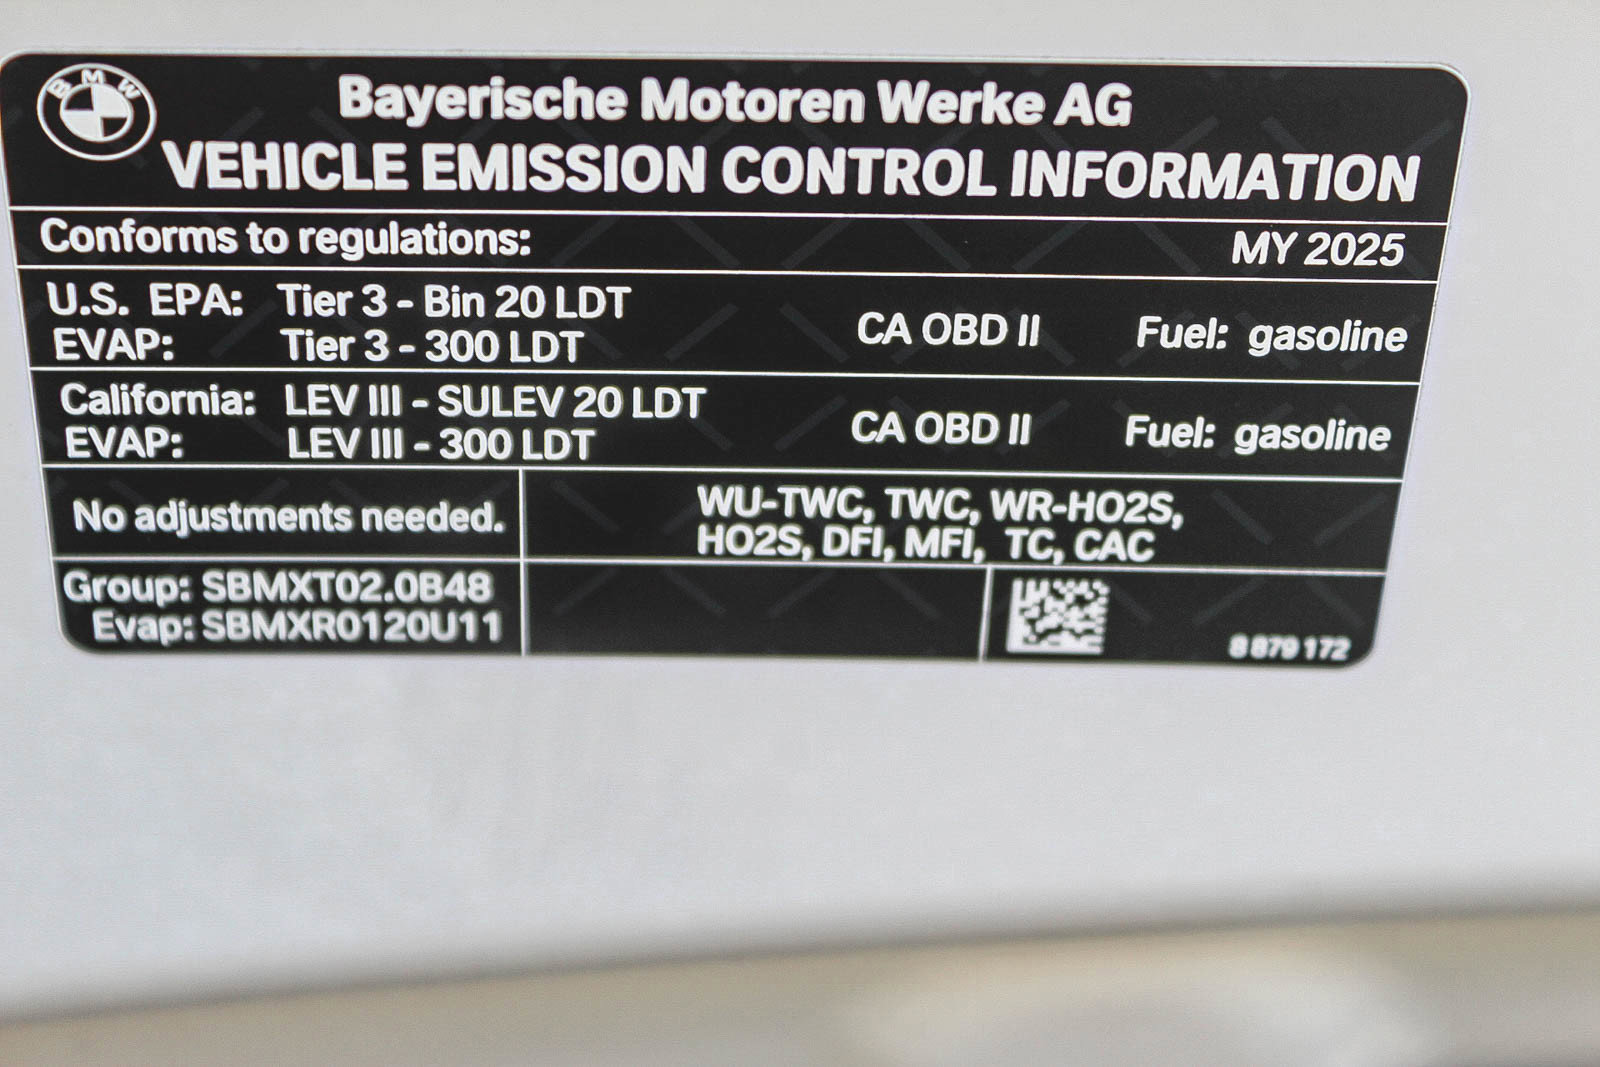 BMW
Bayerische Motoren Werke AG
VEHICLE EMISSION CONTROL INFORMATION
Conforms to regulations: MY 2025
U.S. EPA: Tier 3 - Bin 20 LDT
EVAP: Tier 3 - 300 LDT
CA OBD II Fuel: gasoline
California: LEV III - SULEV 20 LDT
EVAP: LEV III - 300 LDT
CA OBD II Fuel: gasoline
No adjustments needed.
WU-TWC, TWC, WR-HO2S,
HO2S, DFI, MFI, TC, CAC
Group: SBMXT02.0B48
Evap: SBMXR0120U11
8 879 172